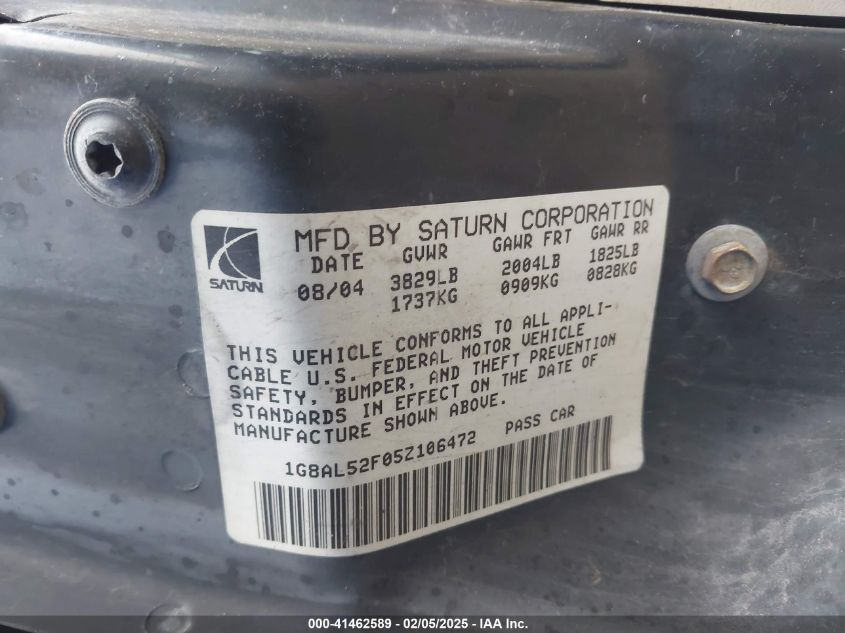 MFD BY SATURN CORPORATION
DATE GVWR GAWR FRT GAWR RR
08/04 3829LB 2004LB 1825LB
1737KG 0909KG 0828KG
SATURN
THIS VEHICLE CONFORMS TO ALL APPLI-
CABLE U.S. FEDERAL MOTOR VEHICLE
SAFETY, BUMPER, AND THEFT PREVENTION
STANDARDS IN EFFECT ON THE DATE OF
MANUFACTURE SHOWN ABOVE.
1G8AL52F05Z106472 PASS CAR
000-41462589 - 02/05/2025 - IAA Inc.